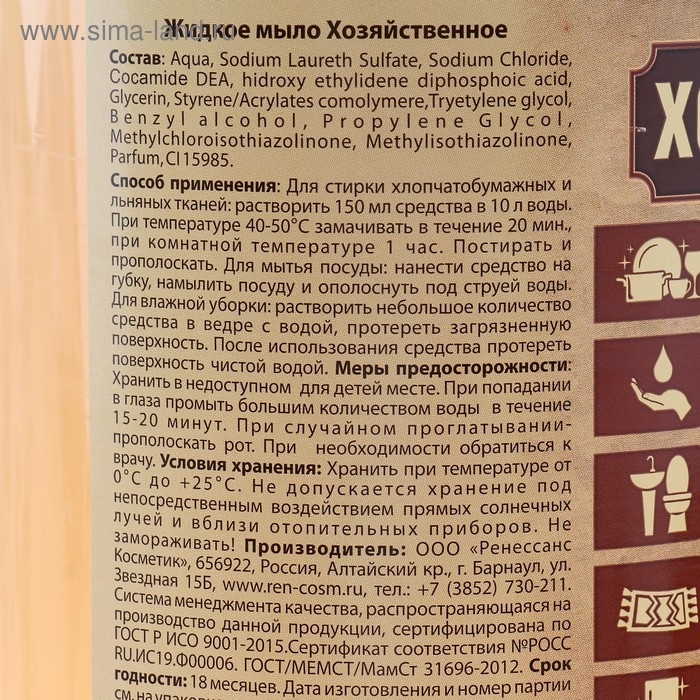 www.sima-land.ru
Жидкое мыло Хозяйственное
Состав: Aqua, Sodium Laureth Sulfate, Sodium Chloride,
Cocamide DEA, hidroxy ethylidene diphosphoic acid,
Glycerin, Styrene/Acrylates comolymere,Tryetylene glycol,
Benzyl alcohol, Propylene Glycol,
Methylchloroisothiazolinone, Methylisothiazolinone,
Parfum, CI 15985.
Способ применения: Для стирки хлопчатобумажных и
льняных тканей: растворить 150 мл средства в 10 л воды.
При температуре 40-50°С замачивать в течение 20 мин.,
при комнатной температуре 1 час. Постирать и
прополоскать. Для мытья посуды: нанести средство на
губку, намылить посуду и ополоснуть под струей воды.
Для влажной уборки: растворить небольшое количество
средства в ведре с водой, протереть загрязненную
поверхность. После использования средства протереть
поверхность чистой водой. Меры предосторожности:
Хранить в недоступном для детей месте. При попадании
в глаза промыть большим количеством воды в течение
15-20 минут. При случайном проглатывании-
прополоскать рот. При необходимости обратиться к
врачу. Условия хранения: Хранить при температуре от
0°С до +25°С. Не допускается хранение под
непосредственным воздействием прямых солнечных
лучей и вблизи отопительных приборов. Не
замораживать! Производитель: ООО «Ренессанс
Косметик», 656922, Россия, Алтайский кр., г. Барнаул, ул.
Звездная 15Б, www.ren-cosm.ru, тел.: +7 (3852) 730-211.
Система менеджмента качества, распространяющаяся на
производство данной продукции, сертифицировано по
ГОСТ Р ИСО 9001-2015.Сертификат соответствия №РОСС
RU.ИС19.Ф00006. ГОСТ/МЕМСТ/МамСт 31696-2012. Срок
годности: 18 месяцев. Дата изготовления и номер партии
см. на
ХО